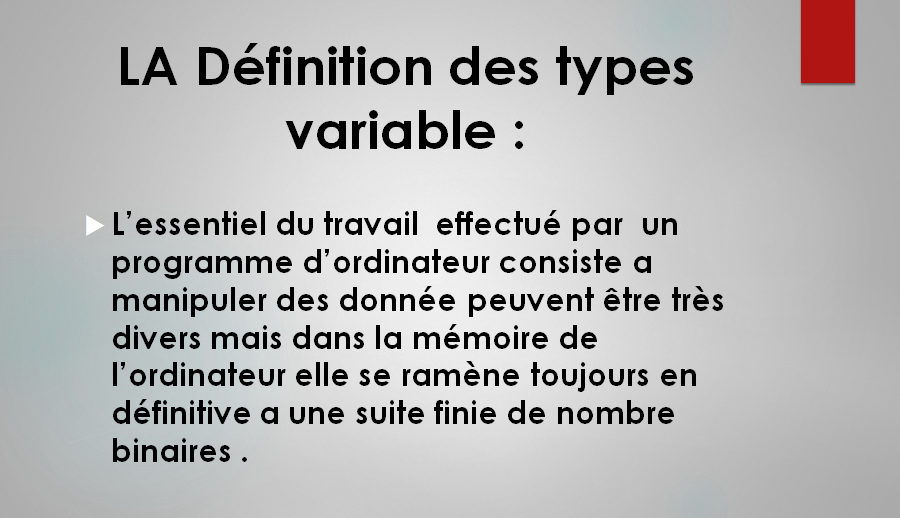 LA Définition des types
variable :
L’essentiel du travail  effectué par  un
programme d’ordinateur consiste a
manipuler des donnée peuvent être très
divers mais dans la mémoire de
l’ordinateur elle se ramène toujours en
définitive a une suite finie de nombre
binaires .